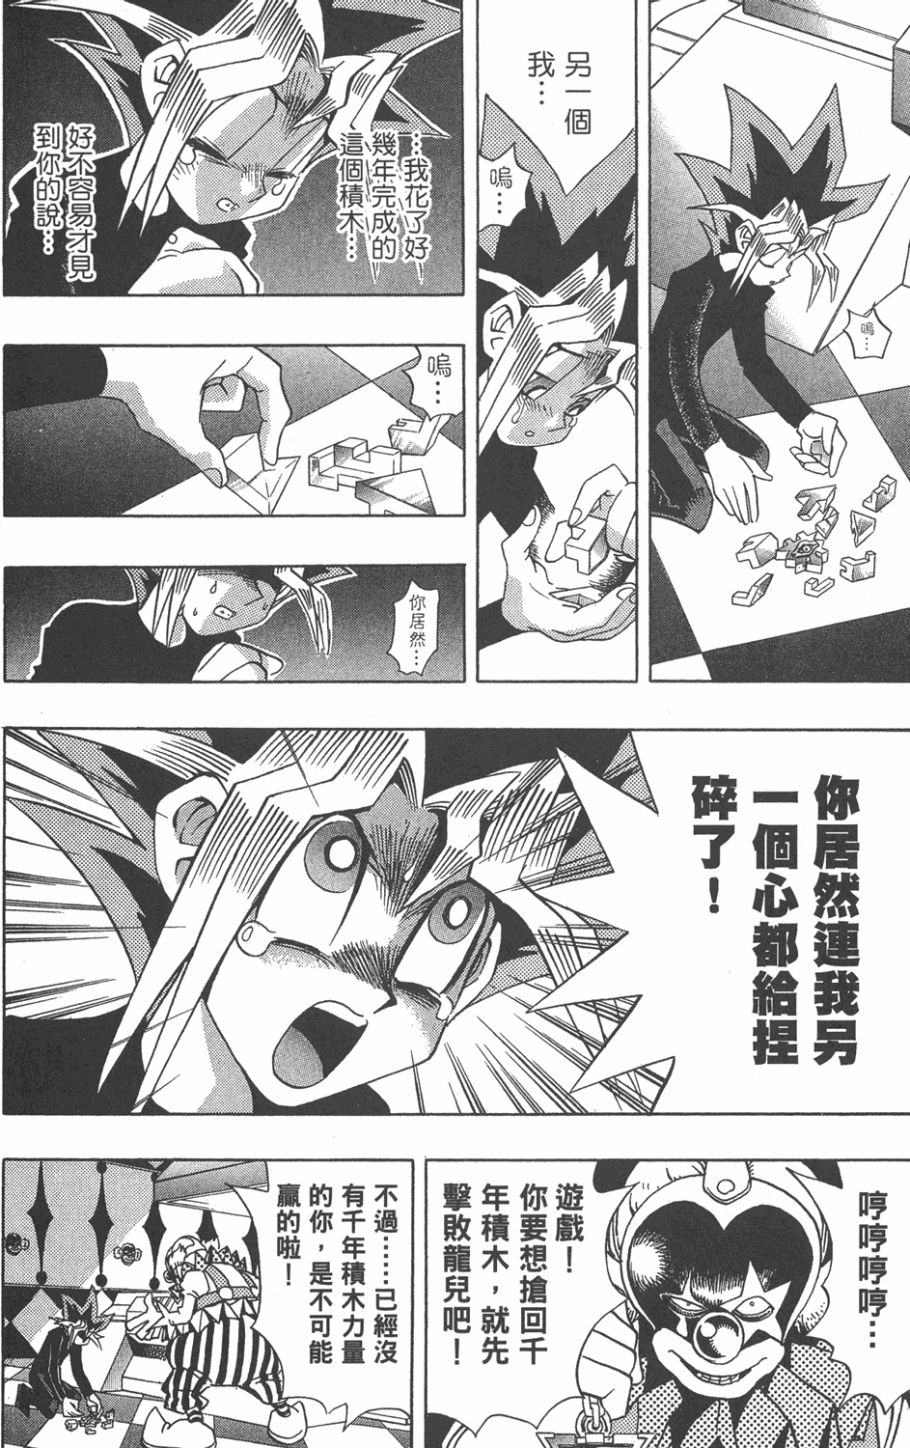 嗚…
另一個
我…
嗚…
…我花了好
幾年完成的
這個積木…
好不容易才見
到你的說…
嗚…
你居然…
你居然連我另
一個心都給捏
碎了！
哼哼哼哼…
遊戲！
你要想搶回千
年積木，就先
擊敗龍兒吧！
不過……已經沒
有千年積木力量
的你，是不可能
贏的啦！